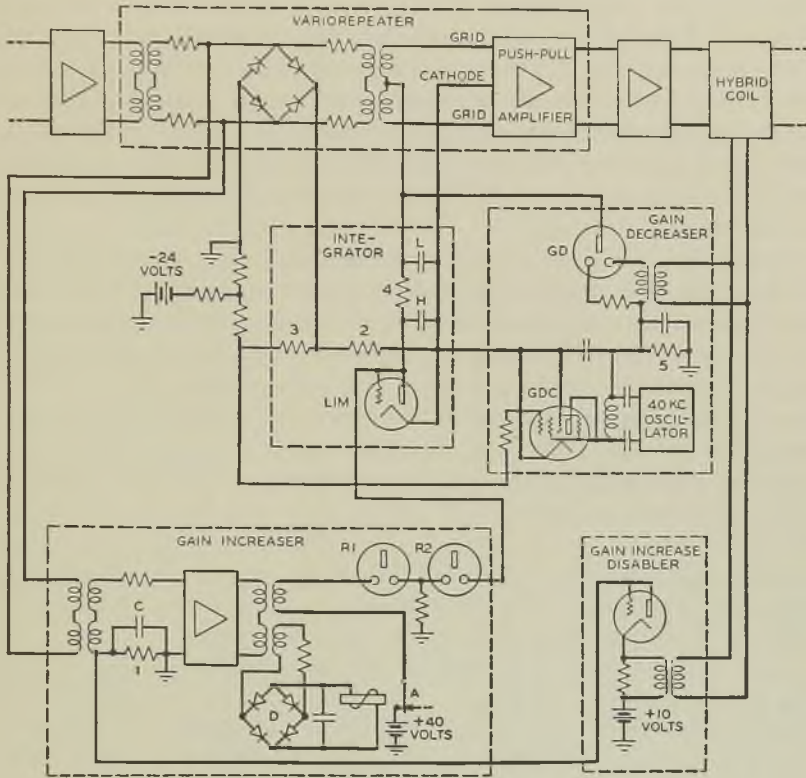 VARIOREPEATER
GRID
CATHODE
GRID
PUSH-PULL
AMPLIFIER
HYBRID
COIL
GAIN
DECREASER
GD
INTE-
GRATOR
L
4
H
-24
VOLTS
3
2
5
LIM
GDC
40 KC
OSCIL-
LATOR
GAIN INCREASER
R1
R2
C
1
D
A
+40
VOLTS
GAIN INCREASE
DISABLER
+10
VOLTS